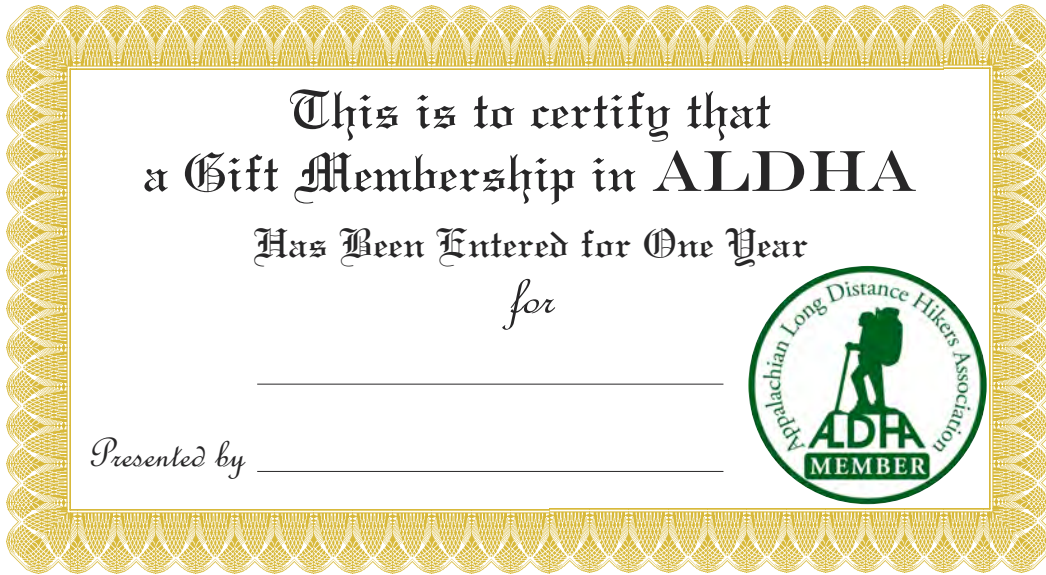 This is to certify that
a Gift Membership in ALDHA
Has Been Entered for One Year
for
Presented by
Appalachian Long Distance Hikers Association
ALDHA
MEMBER